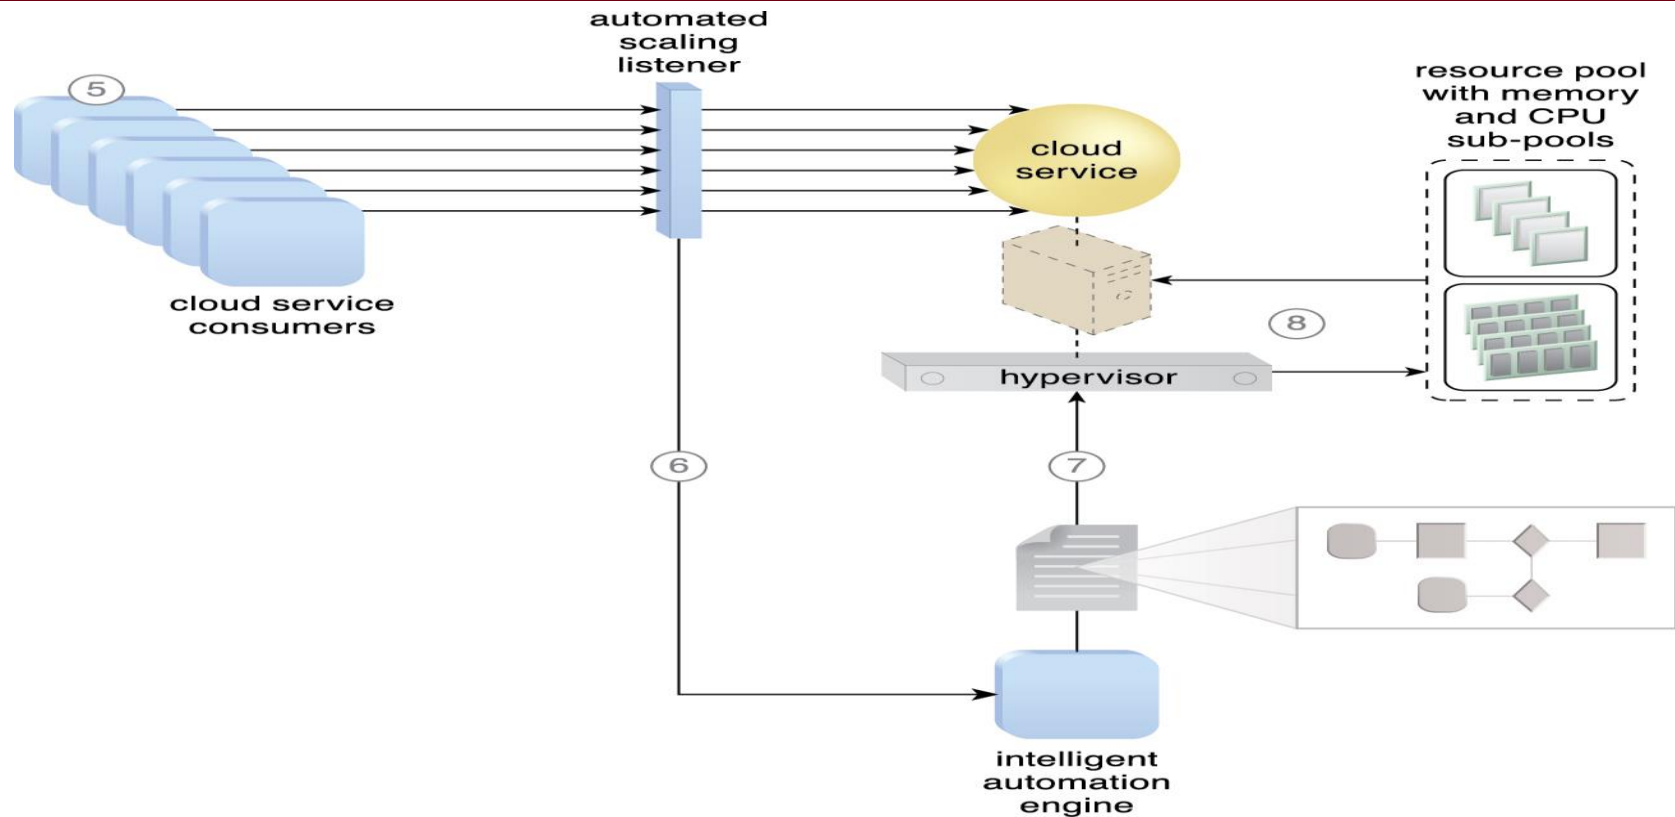 automated
scaling
listener
5
cloud service
consumers
cloud
service
resource pool
with memory
and CPU
sub-pools
8
hypervisor
6
7
intelligent
automation
engine